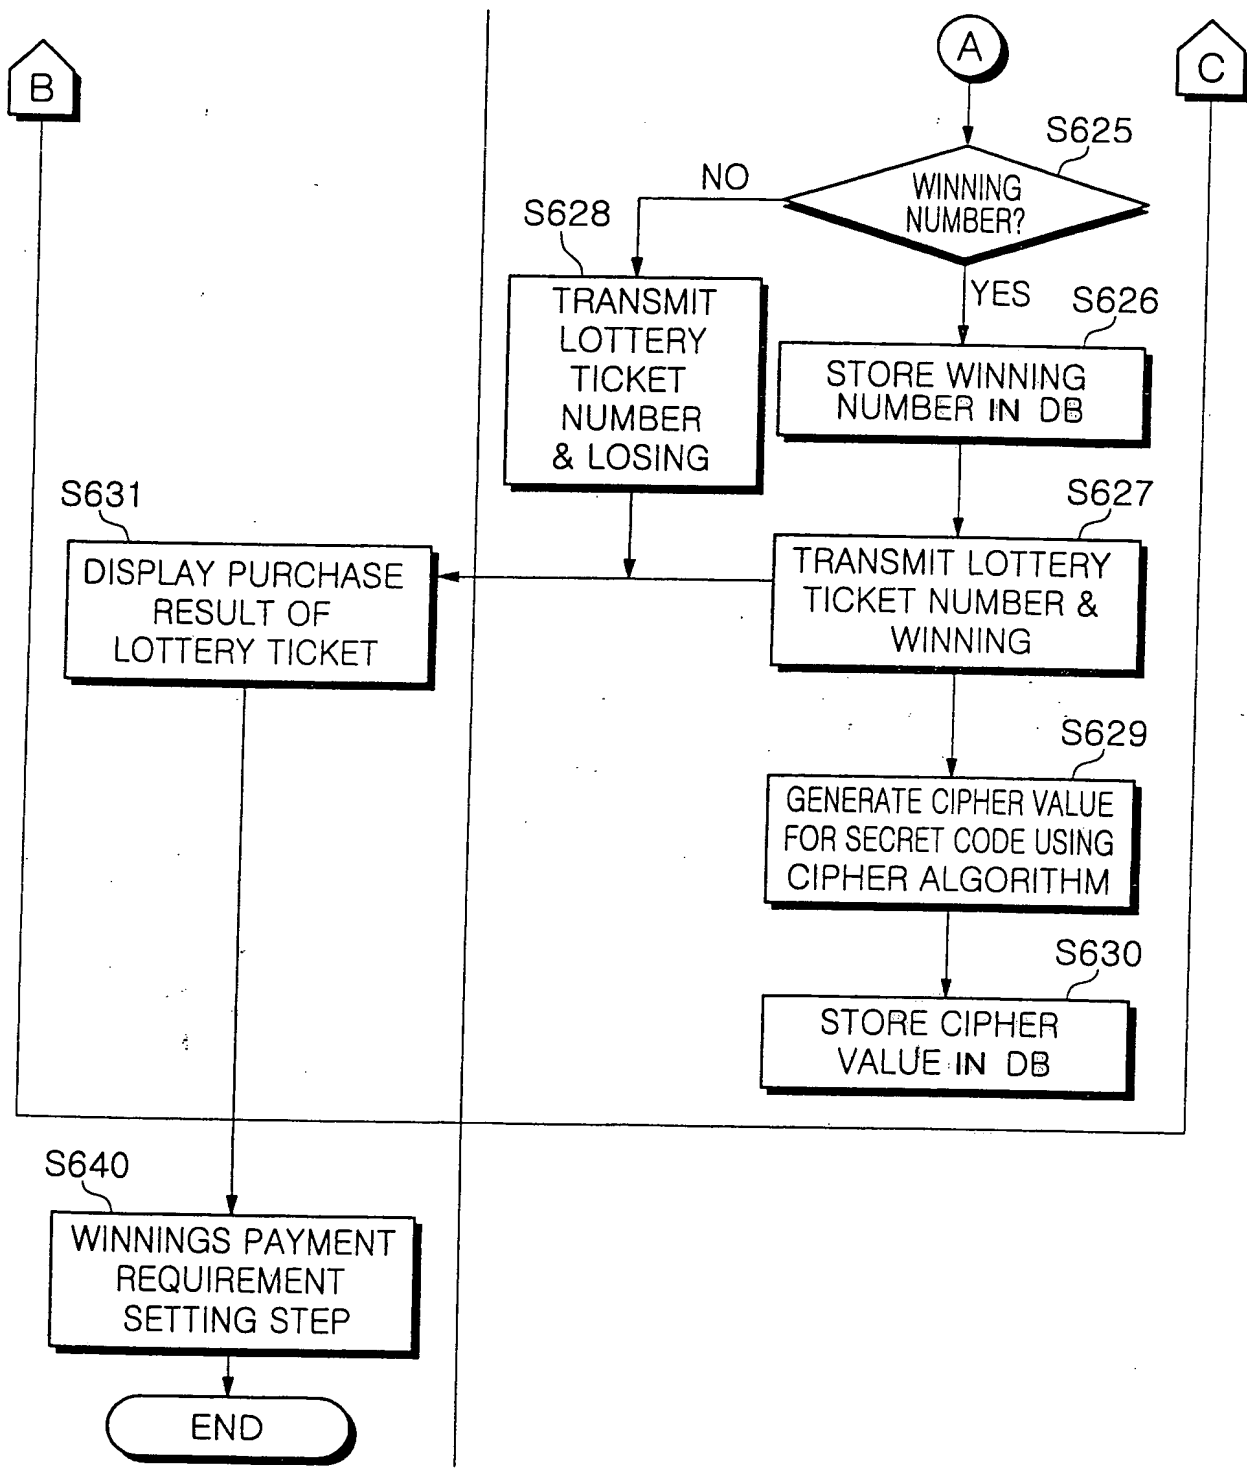 B
A
C
S625
WINNING
NUMBER?
NO
YES
S628
TRANSMIT
LOTTERY
TICKET
NUMBER
& LOSING
S626
STORE WINNING
NUMBER IN DB
S627
TRANSMIT LOTTERY
TICKET NUMBER &
WINNING
S631
DISPLAY PURCHASE
RESULT OF
LOTTERY TICKET
S629
GENERATE CIPHER VALUE
FOR SECRET CODE USING
CIPHER ALGORITHM
S630
STORE CIPHER
VALUE IN DB
S640
WINNINGS PAYMENT
REQUIREMENT
SETTING STEP
END